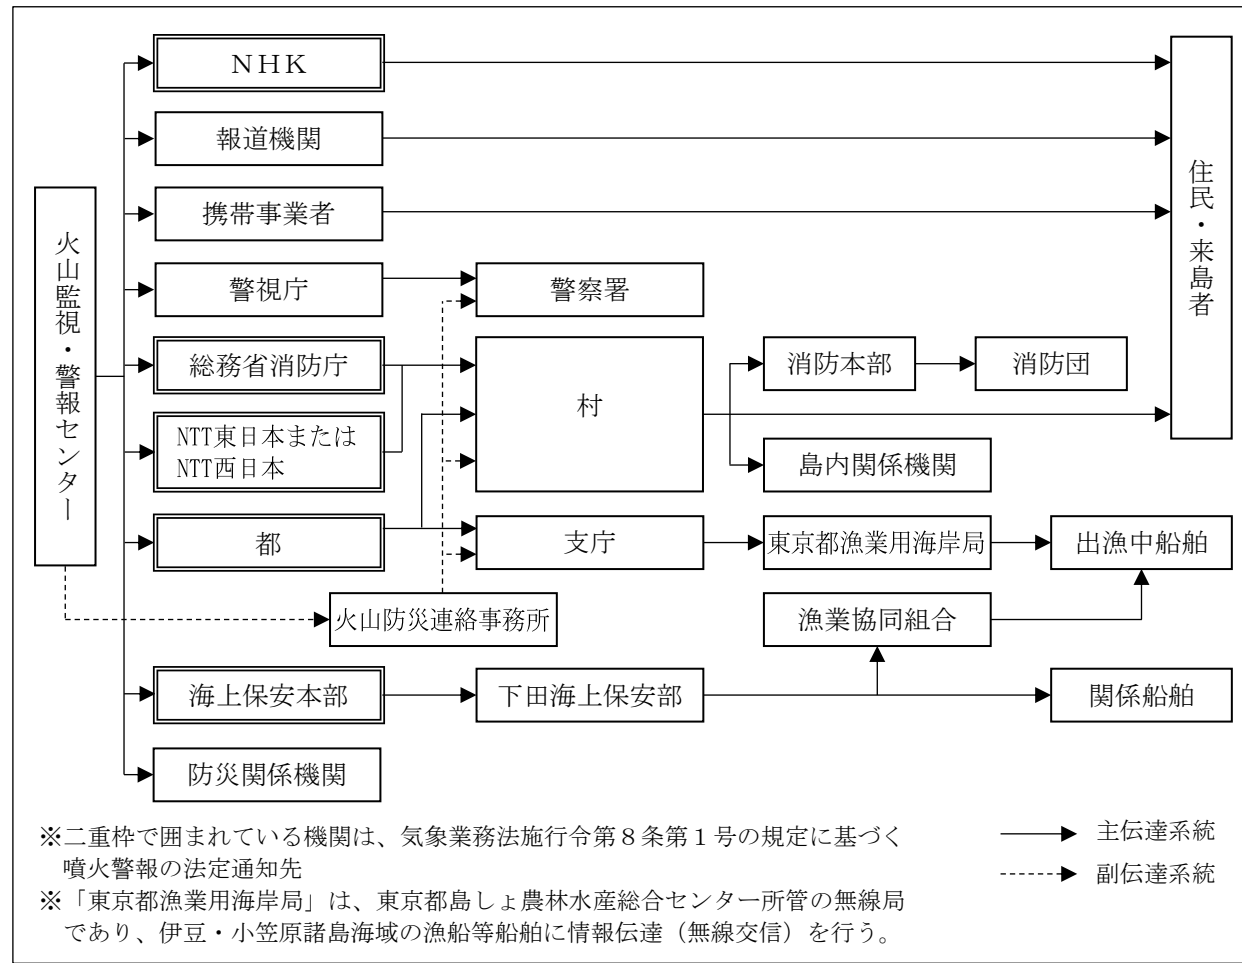 NHK
報道機関
携帯事業者
警視庁
総務省消防庁
NTT東日本または
NTT西日本
都
火山監視・警報センター
火山防災連絡事務所
海上保安本部
防災関係機関
警察署
村
支庁
下田海上保安部
消防本部
消防団
島内関係機関
東京都漁業用海岸局
出漁中船舶
漁業協同組合
関係船舶
住民・来島者
※二重枠で囲まれている機関は、気象業務法施行令第8条第1号の規定に基づく
噴火警報の法定通知先
※「東京都漁業用海岸局」は、東京都島しょ農林水産総合センター所管の無線局
であり、伊豆・小笠原諸島海域の漁船等船舶に情報伝達（無線交信）を行う。
主伝達系統
副伝達系統